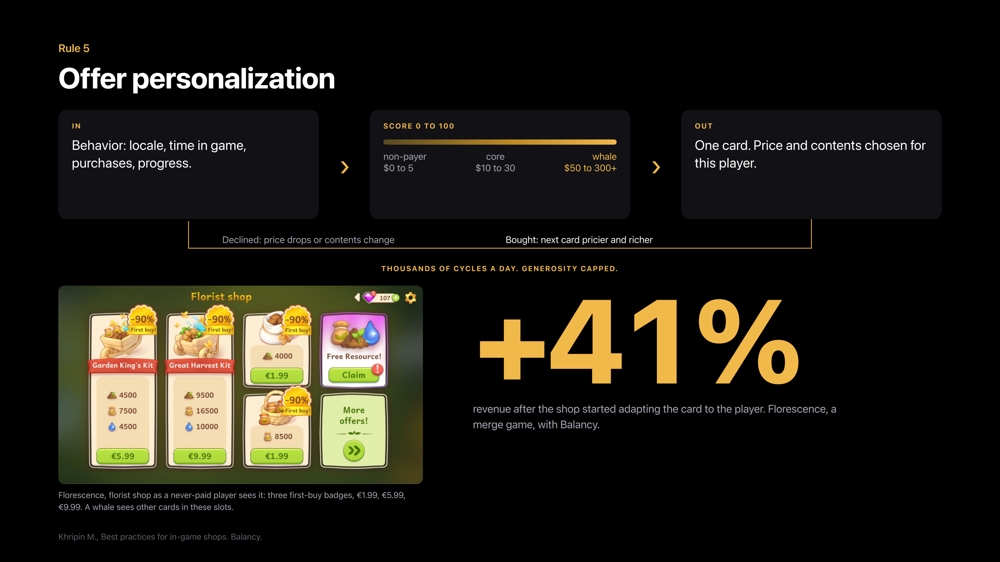 Rule 5
Offer personalization
IN
Behavior: locale, time in game,
purchases, progress.
SCORE 0 TO 100
non-payer
$0 to 5
core
$10 to 30
whale
$50 to 300+
OUT
One card. Price and contents chosen for
this player.
Declined: price drops or contents change
Bought: next card pricier and richer
THOUSANDS OF CYCLES A DAY. GENEROSITY CAPPED.
Florist shop
107
-90%
First buy!
Garden King's Kit
4500
7500
4500
€5.99
-90%
First buy!
Great Harvest Kit
9500
16500
10000
€9.99
-90%
First buy!
4000
€1.99
-90%
First buy!
8500
€1.99
Free Resource!
Claim
More
offers!
+41%
revenue after the shop started adapting the card to the player. Florescence, a
merge game, with Balancy.
Florescence, florist shop as a never-paid player sees it: three first-buy badges, €1.99, €5.99,
€9.99. A whale sees other cards in these slots.
Khripin M., Best practices for in-game shops. Balancy.